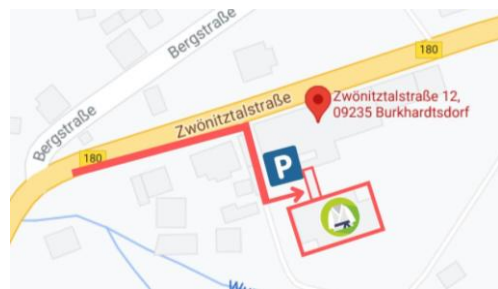 Bergstraße
180
Zwönitztalstraße
Zwönitztalstraße 12,
09235 Burkhardtsdorf
Bergstraße
180
P